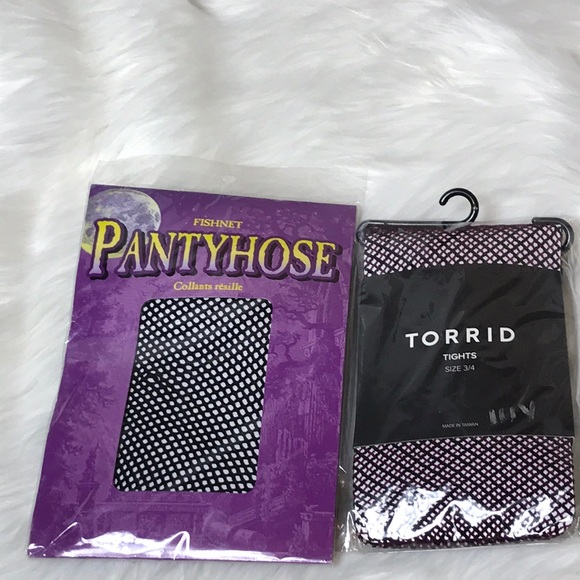 FISHNET
PANTYHOSE
Collants résille
TORRID
TIGHTS
SIZE 3/4
MADE IN TAIWAN